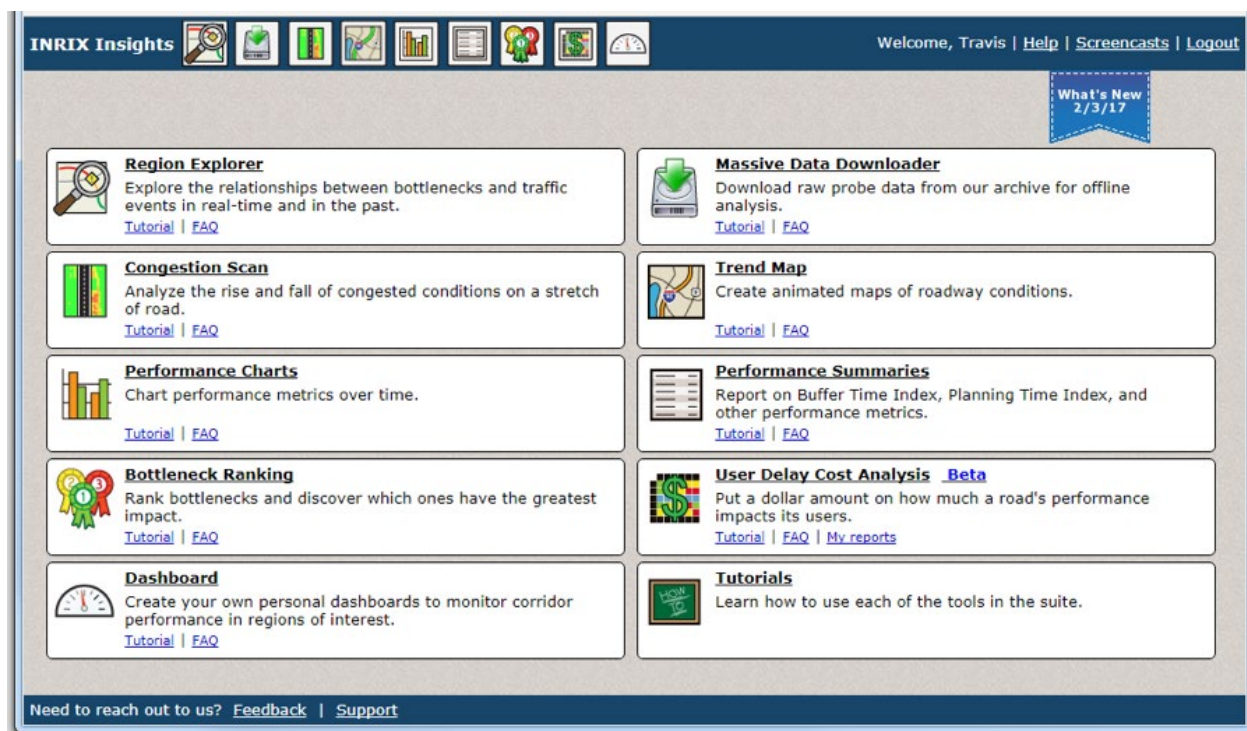 INRIX Insights
Welcome, Travis | Help | Screencasts | Logout
What's New
2/3/17
Region Explorer
Explore the relationships between bottlenecks and traffic
events in real-time and in the past.
Tutorial | FAQ
Massive Data Downloader
Download raw probe data from our archive for offline
analysis.
Tutorial | FAQ
Congestion Scan
Analyze the rise and fall of congested conditions on a stretch
of road.
Tutorial | FAQ
Trend Map
Create animated maps of roadway conditions.
Tutorial | FAQ
Performance Charts
Chart performance metrics over time.
Tutorial | FAQ
Performance Summaries
Report on Buffer Time Index, Planning Time Index, and
other performance metrics.
Tutorial | FAQ
2
3
1
Bottleneck Ranking
Rank bottlenecks and discover which ones have the greatest
impact.
Tutorial | FAQ
$
User Delay Cost Analysis Beta
Put a dollar amount on how much a road's performance
impacts its users.
Tutorial | FAQ | My reports
Dashboard
Create your own personal dashboards to monitor corridor
performance in regions of interest.
Tutorial | FAQ
HOW
TO
Tutorials
Learn how to use each of the tools in the suite.
Need to reach out to us? Feedback | Support